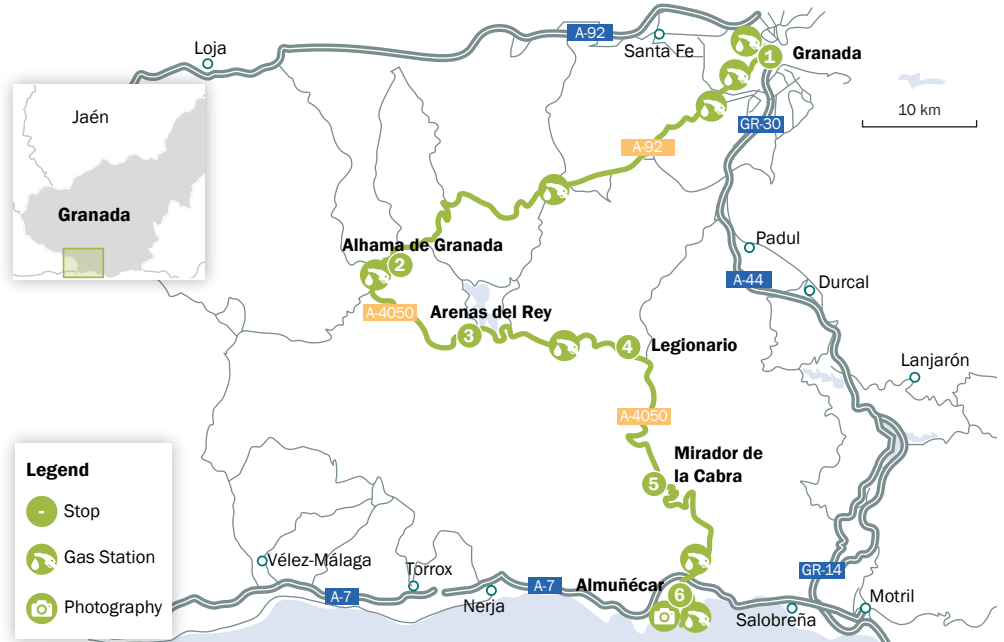 A-92
Loja
Santa Fe
1
Granada
Jaén
10 km
GR-30
A-92
Granada
Padul
Alhama de Granada
2
A-44
Durcal
A-4050
Arenas del Rey
3
4
Legionario
Lanjarón
A-4050
Mirador de
la Cabra
5
Legend
- Stop
Gas Station
Photography
Vélez-Málaga
Torrox
GR-14
A-7
Nerja
A-7
Almuñécar
6
Salobreña
Motril